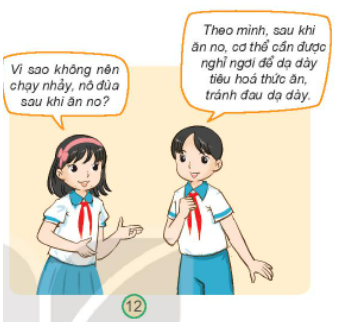 Vì sao không nên
chạy nhảy, nô đùa
sau khi ăn no?
Theo mình, sau khi
ăn no, cơ thể cần được
nghỉ ngơi để dạ dày
tiêu hoá thức ăn,
tránh đau dạ dày.
12